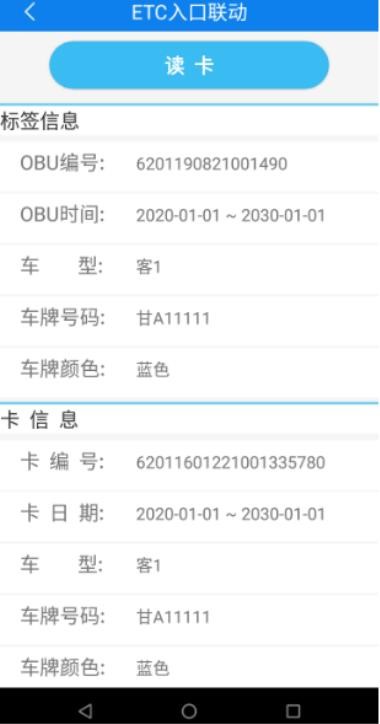 ETC入口联动
读 卡
标签信息
OBU编号: 6201190821001490
OBU时间: 2020-01-01 ~ 2030-01-01
车 型: 客1
车牌号码: 甘A11111
车牌颜色: 蓝色
卡 信 息
卡 编 号: 62011601221001335780
卡 日 期: 2020-01-01 ~ 2030-01-01
车 型: 客1
车牌号码: 甘A11111
车牌颜色: 蓝色